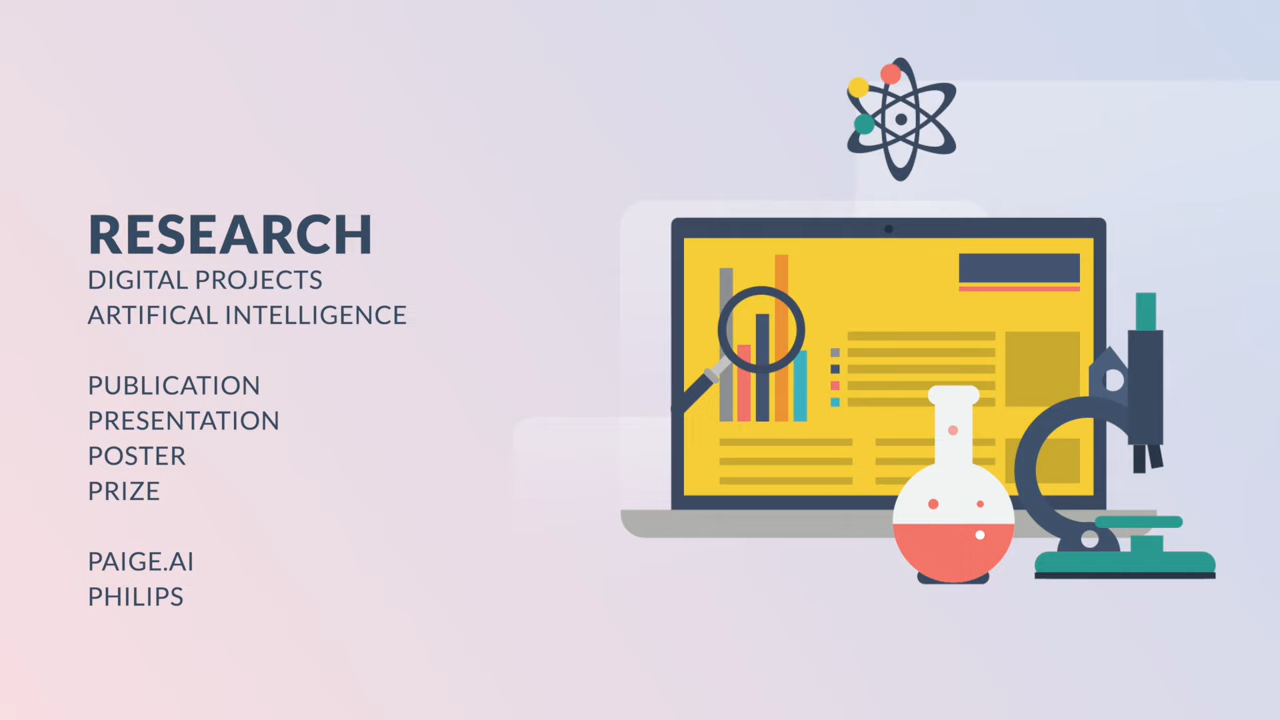 RESEARCH
DIGITAL PROJECTS
ARTIFICAL INTELLIGENCE
PUBLICATION
PRESENTATION
POSTER
PRIZE
PAIGE.AI
PHILIPS